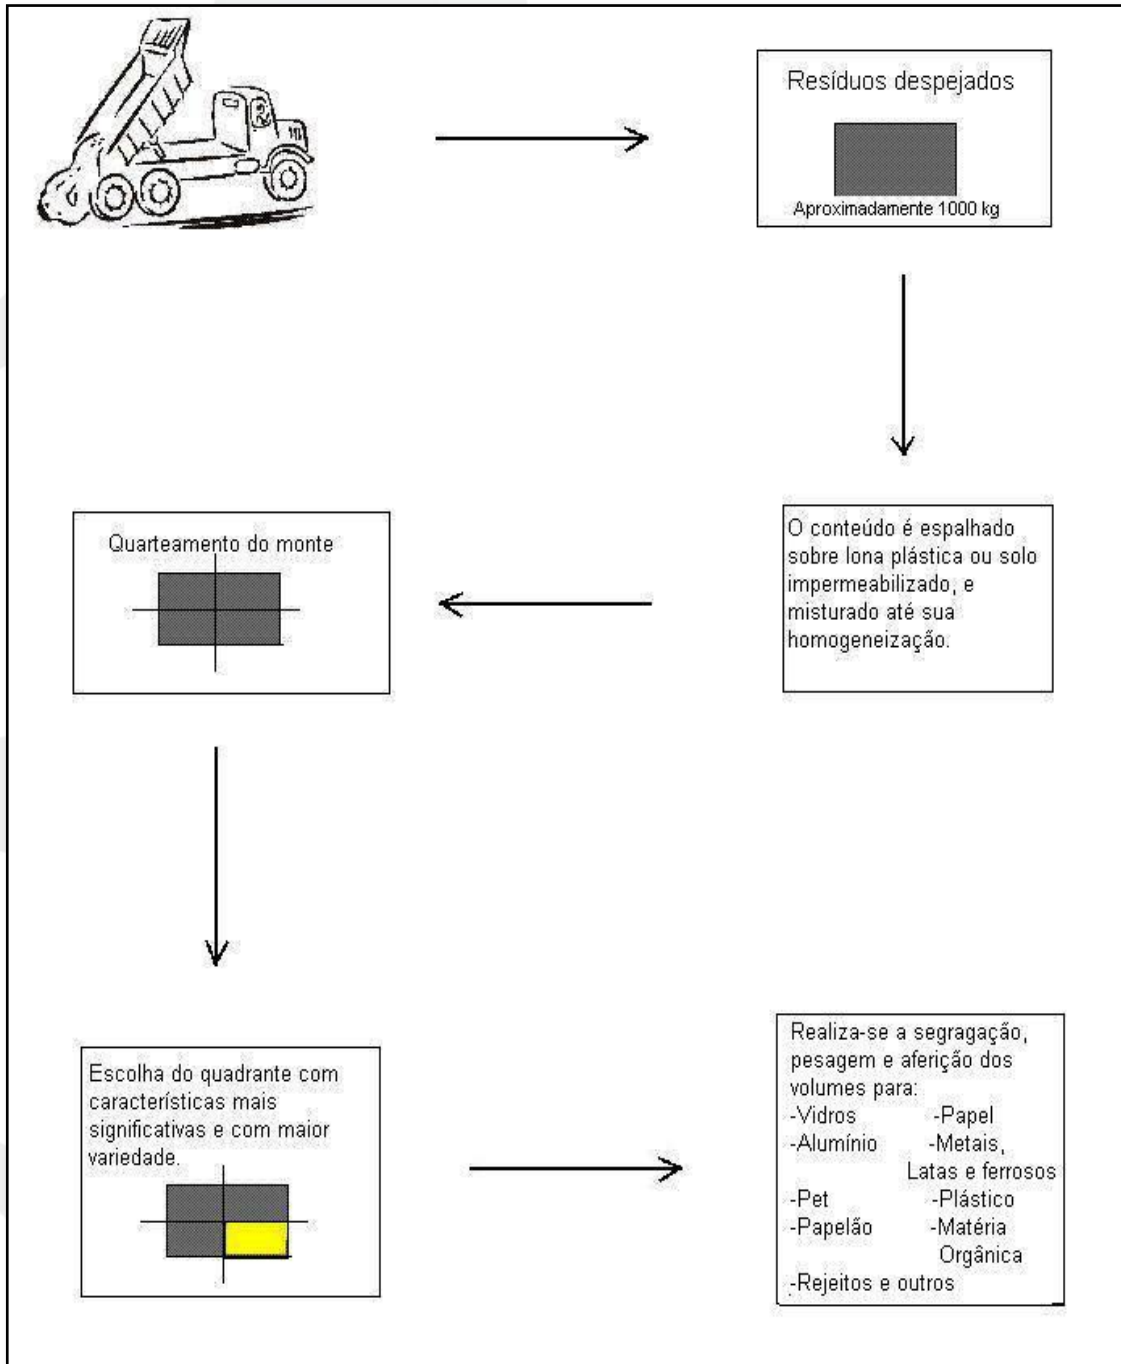 Resíduos despejados
Aproximadamente 1000 kg
O conteúdo é espalhado
sobre lona plástica ou solo
impermeabilizado, e
misturado até sua
homogeneização.
Quarteamento do monte
Escolha do quadrante com
características mais
significativas e com maior
variedade.
Realiza-se a segragação,
pesagem e aferição dos
volumes para:
-Vidros -Papel
-Alumínio -Metais,
Latas e ferrosos
-Pet -Plástico
-Papelão -Matéria
Orgânica
-Rejeitos e outros